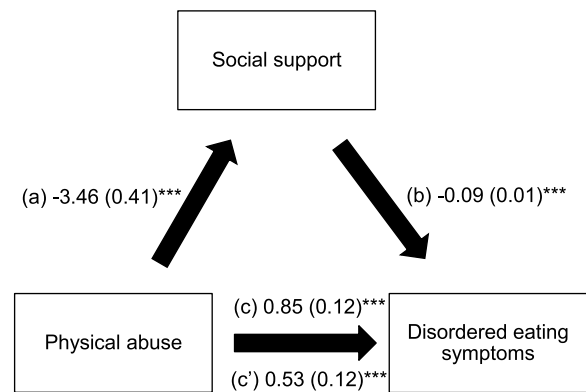 Social support
(a) -3.46 (0.41)***
(b) -0.09 (0.01)***
Physical abuse
(c) 0.85 (0.12)***
(c’) 0.53 (0.12)***
Disordered eating
symptoms